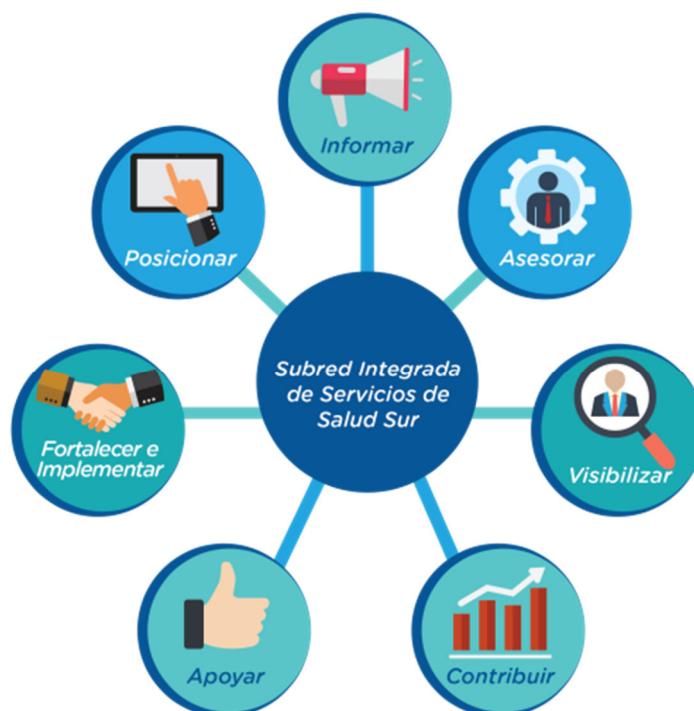 Informar
Posicionar
Asesorar
Subred Integrada
de Servicios de
Salud Sur
Fortalecer e
Implementar
Visibilizar
Apoyar
Contribuir